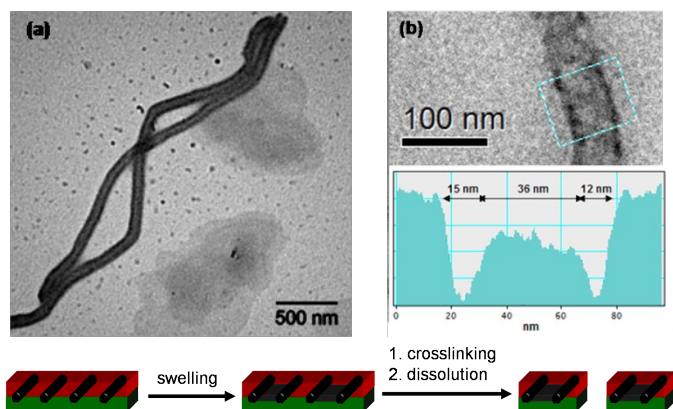 (a)
500 nm
(b)
100 nm
15 nm 36 nm 12 nm
0 20 40 60 80
nm
swelling
1. crosslinking
2. dissolution